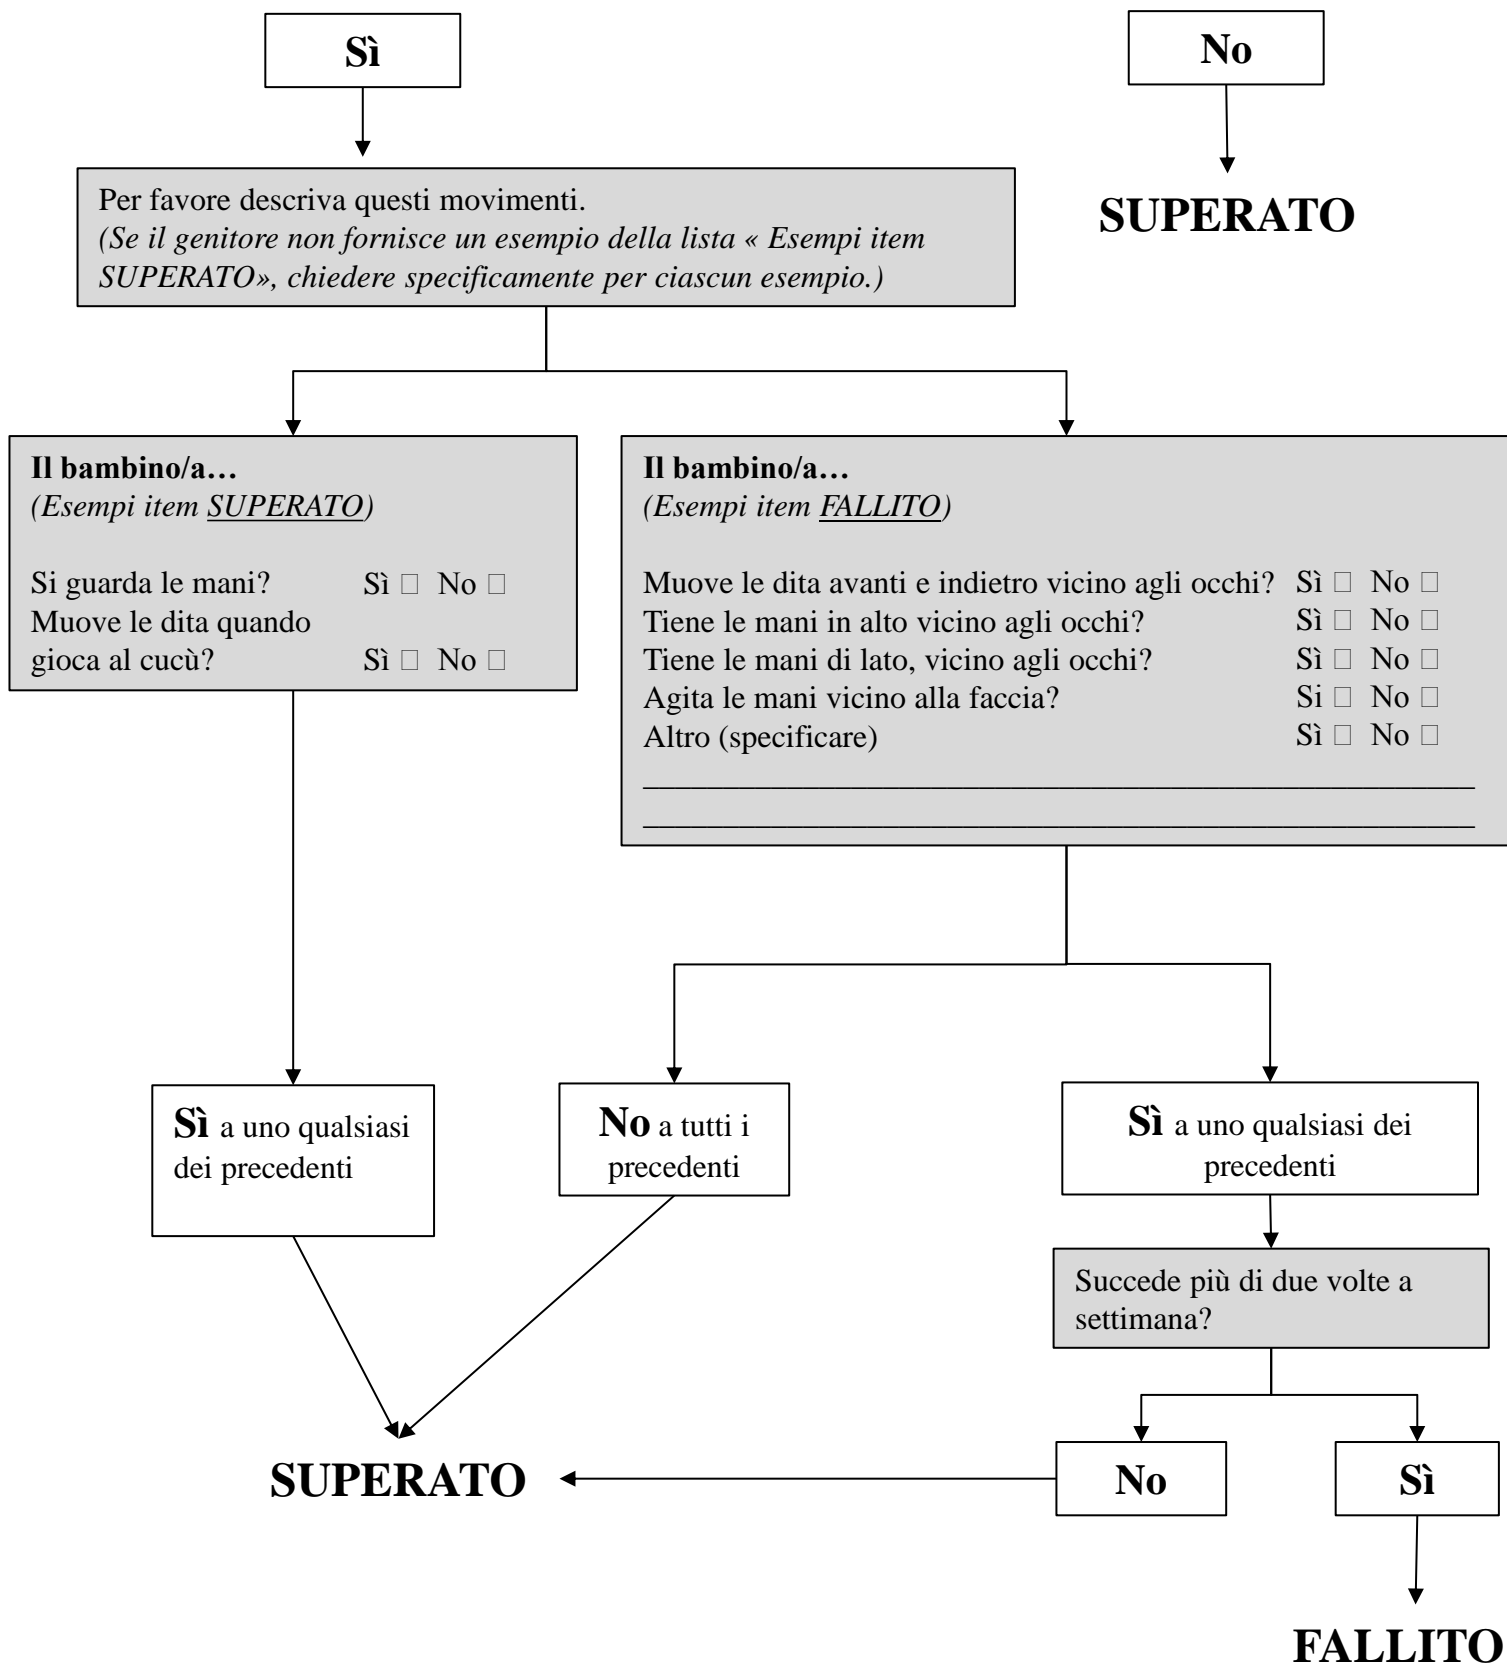 Sì
No
SUPERATO
Per favore descriva questi movimenti.
(Se il genitore non fornisce un esempio della lista « Esempi item
SUPERATO», chiedere specificamente per ciascun esempio.)
Il bambino/a…
(Esempi item SUPERATO)
Si guarda le mani? Sì □ No □
Muove le dita quando
gioca al cucù? Sì □ No □
Il bambino/a…
(Esempi item FALLITO)
Muove le dita avanti e indietro vicino agli occhi? Sì □ No □
Tiene le mani in alto vicino agli occhi? Sì □ No □
Tiene le mani di lato, vicino agli occhi? Sì □ No □
Agita le mani vicino alla faccia? Si □ No □
Altro (specificare) Sì □ No □
Sì a uno qualsiasi
dei precedenti
No a tutti i
precedenti
Sì a uno qualsiasi dei
precedenti
Succede più di due volte a
settimana?
SUPERATO
No
Sì
FALLITO